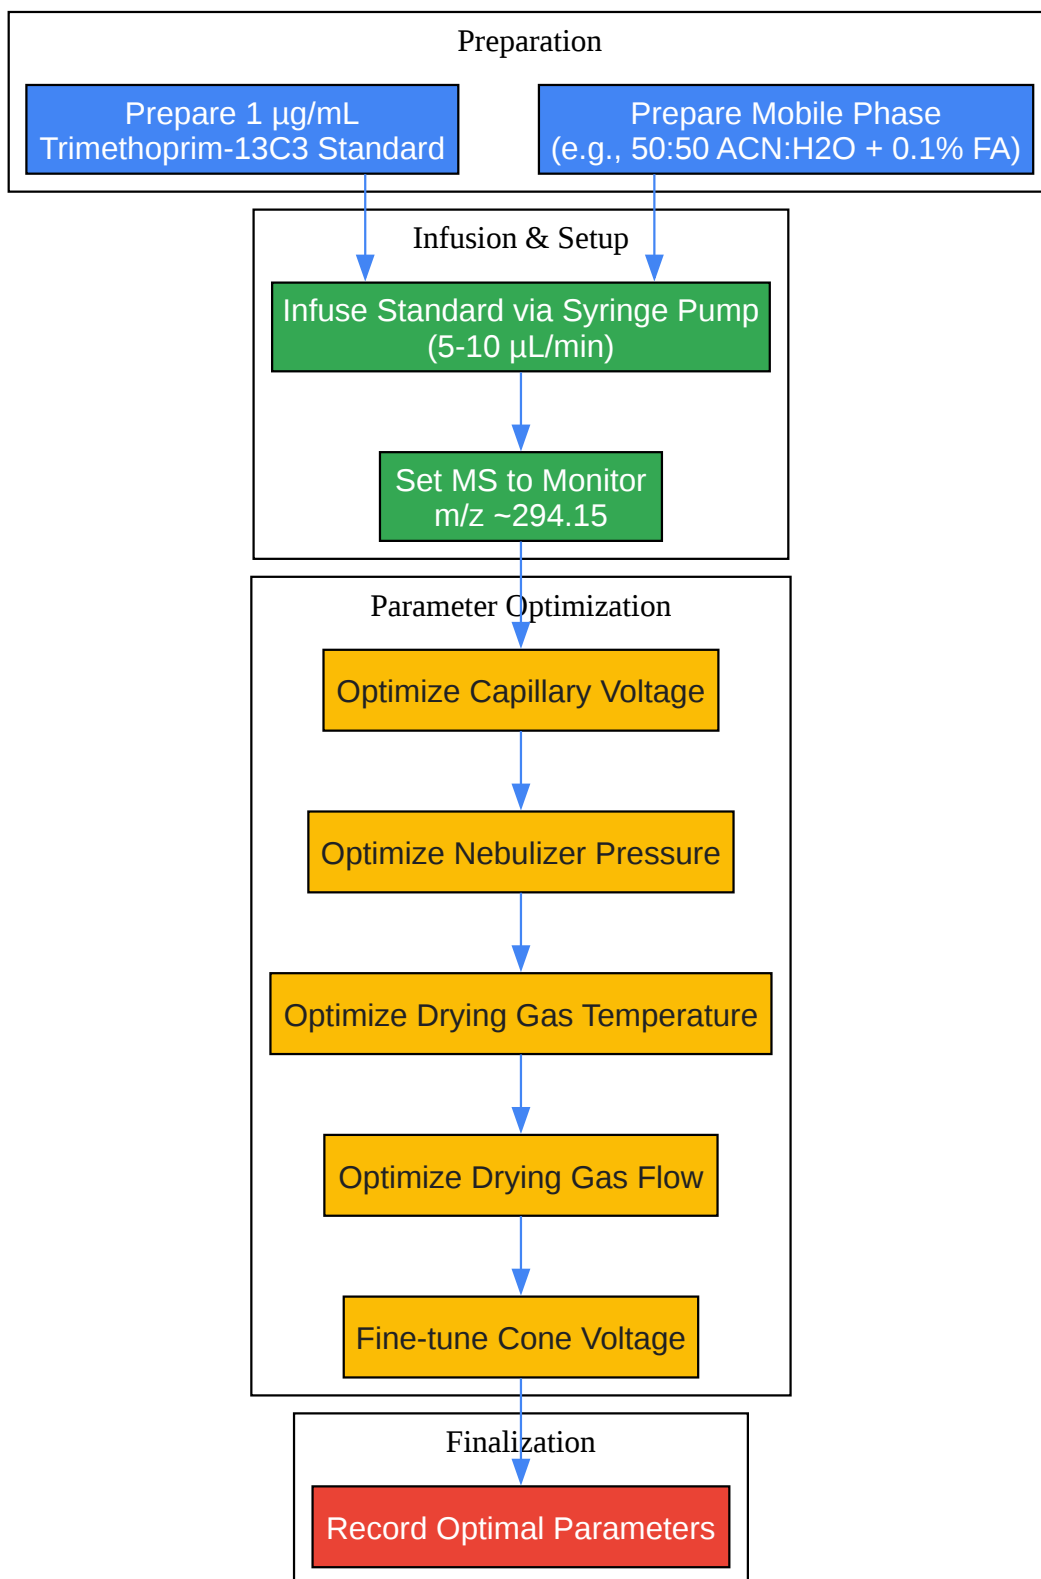 Preparation
Prepare 1 µg/mL
Trimethoprim-13C3 Standard
Prepare Mobile Phase
(e.g., 50:50 ACN:H2O + 0.1% FA)
Infusion & Setup
Infuse Standard via Syringe Pump
(5-10 µL/min)
Set MS to Monitor
m/z ~294.15
Parameter Optimization
Optimize Capillary Voltage
Optimize Nebulizer Pressure
Optimize Drying Gas Temperature
Optimize Drying Gas Flow
Fine-tune Cone Voltage
Finalization
Record Optimal Parameters